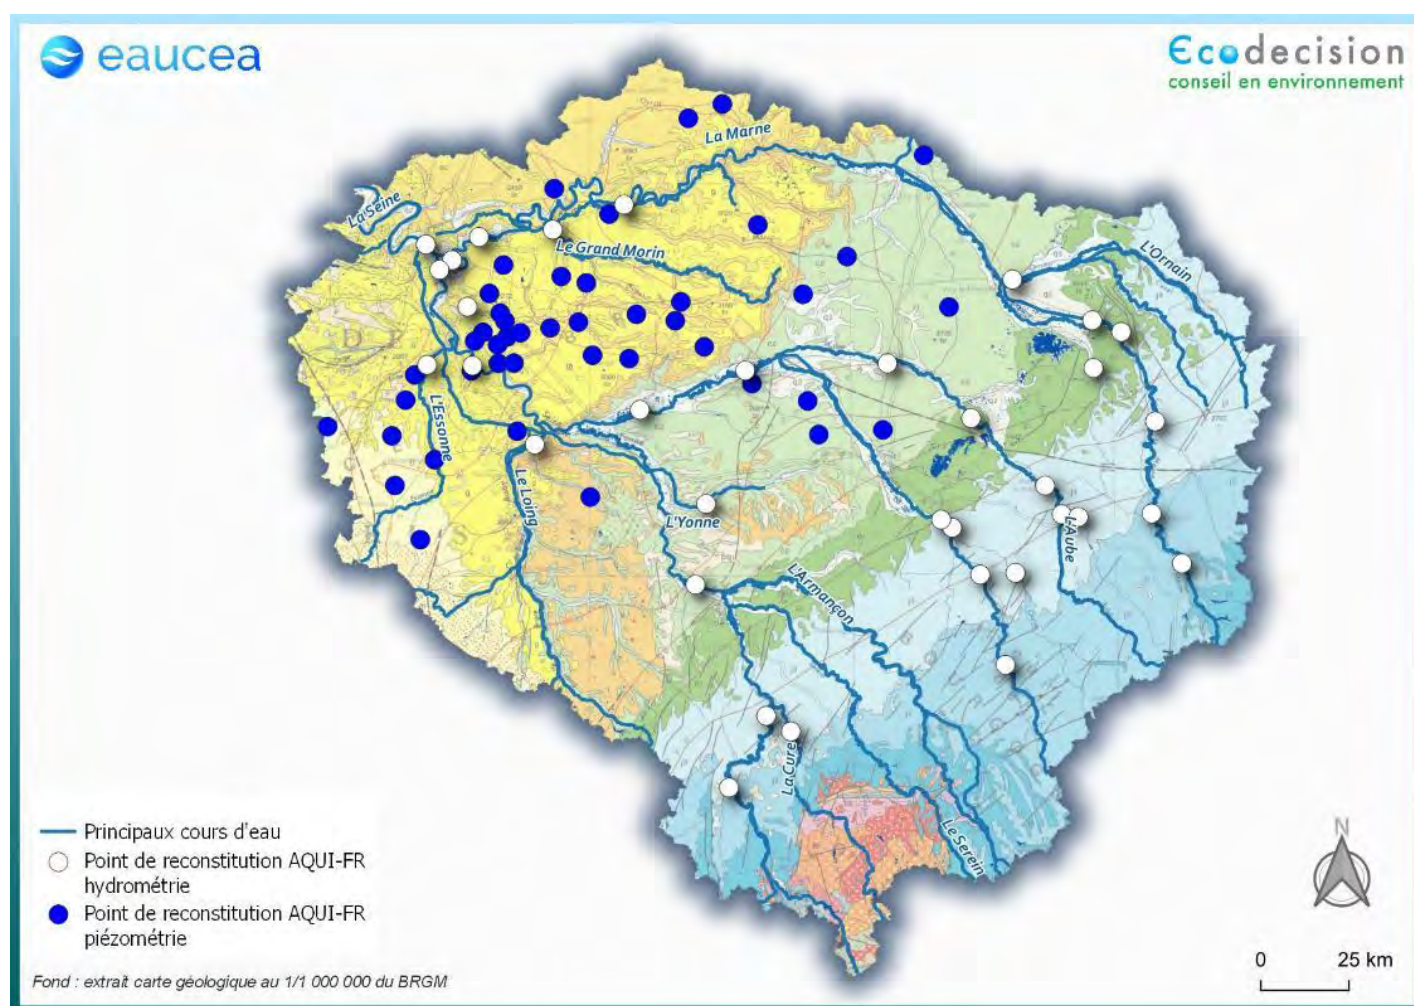 eaucea
Ecodecision
conseil en environnement
La Marne
La Seine
Le Grand Morin
L'Ornain
L'Essonne
Le Loing
L'Yonne
L'Aube
L'Armançon
La Cure
Le Serein
Principaux cours d'eau
Point de reconstitution AQUI-FR
hydrométrie
Point de reconstitution AQUI-FR
piézométrie
Fond : extrait carte géologique au 1/1 000 000 du BRGM
N
0 25 km